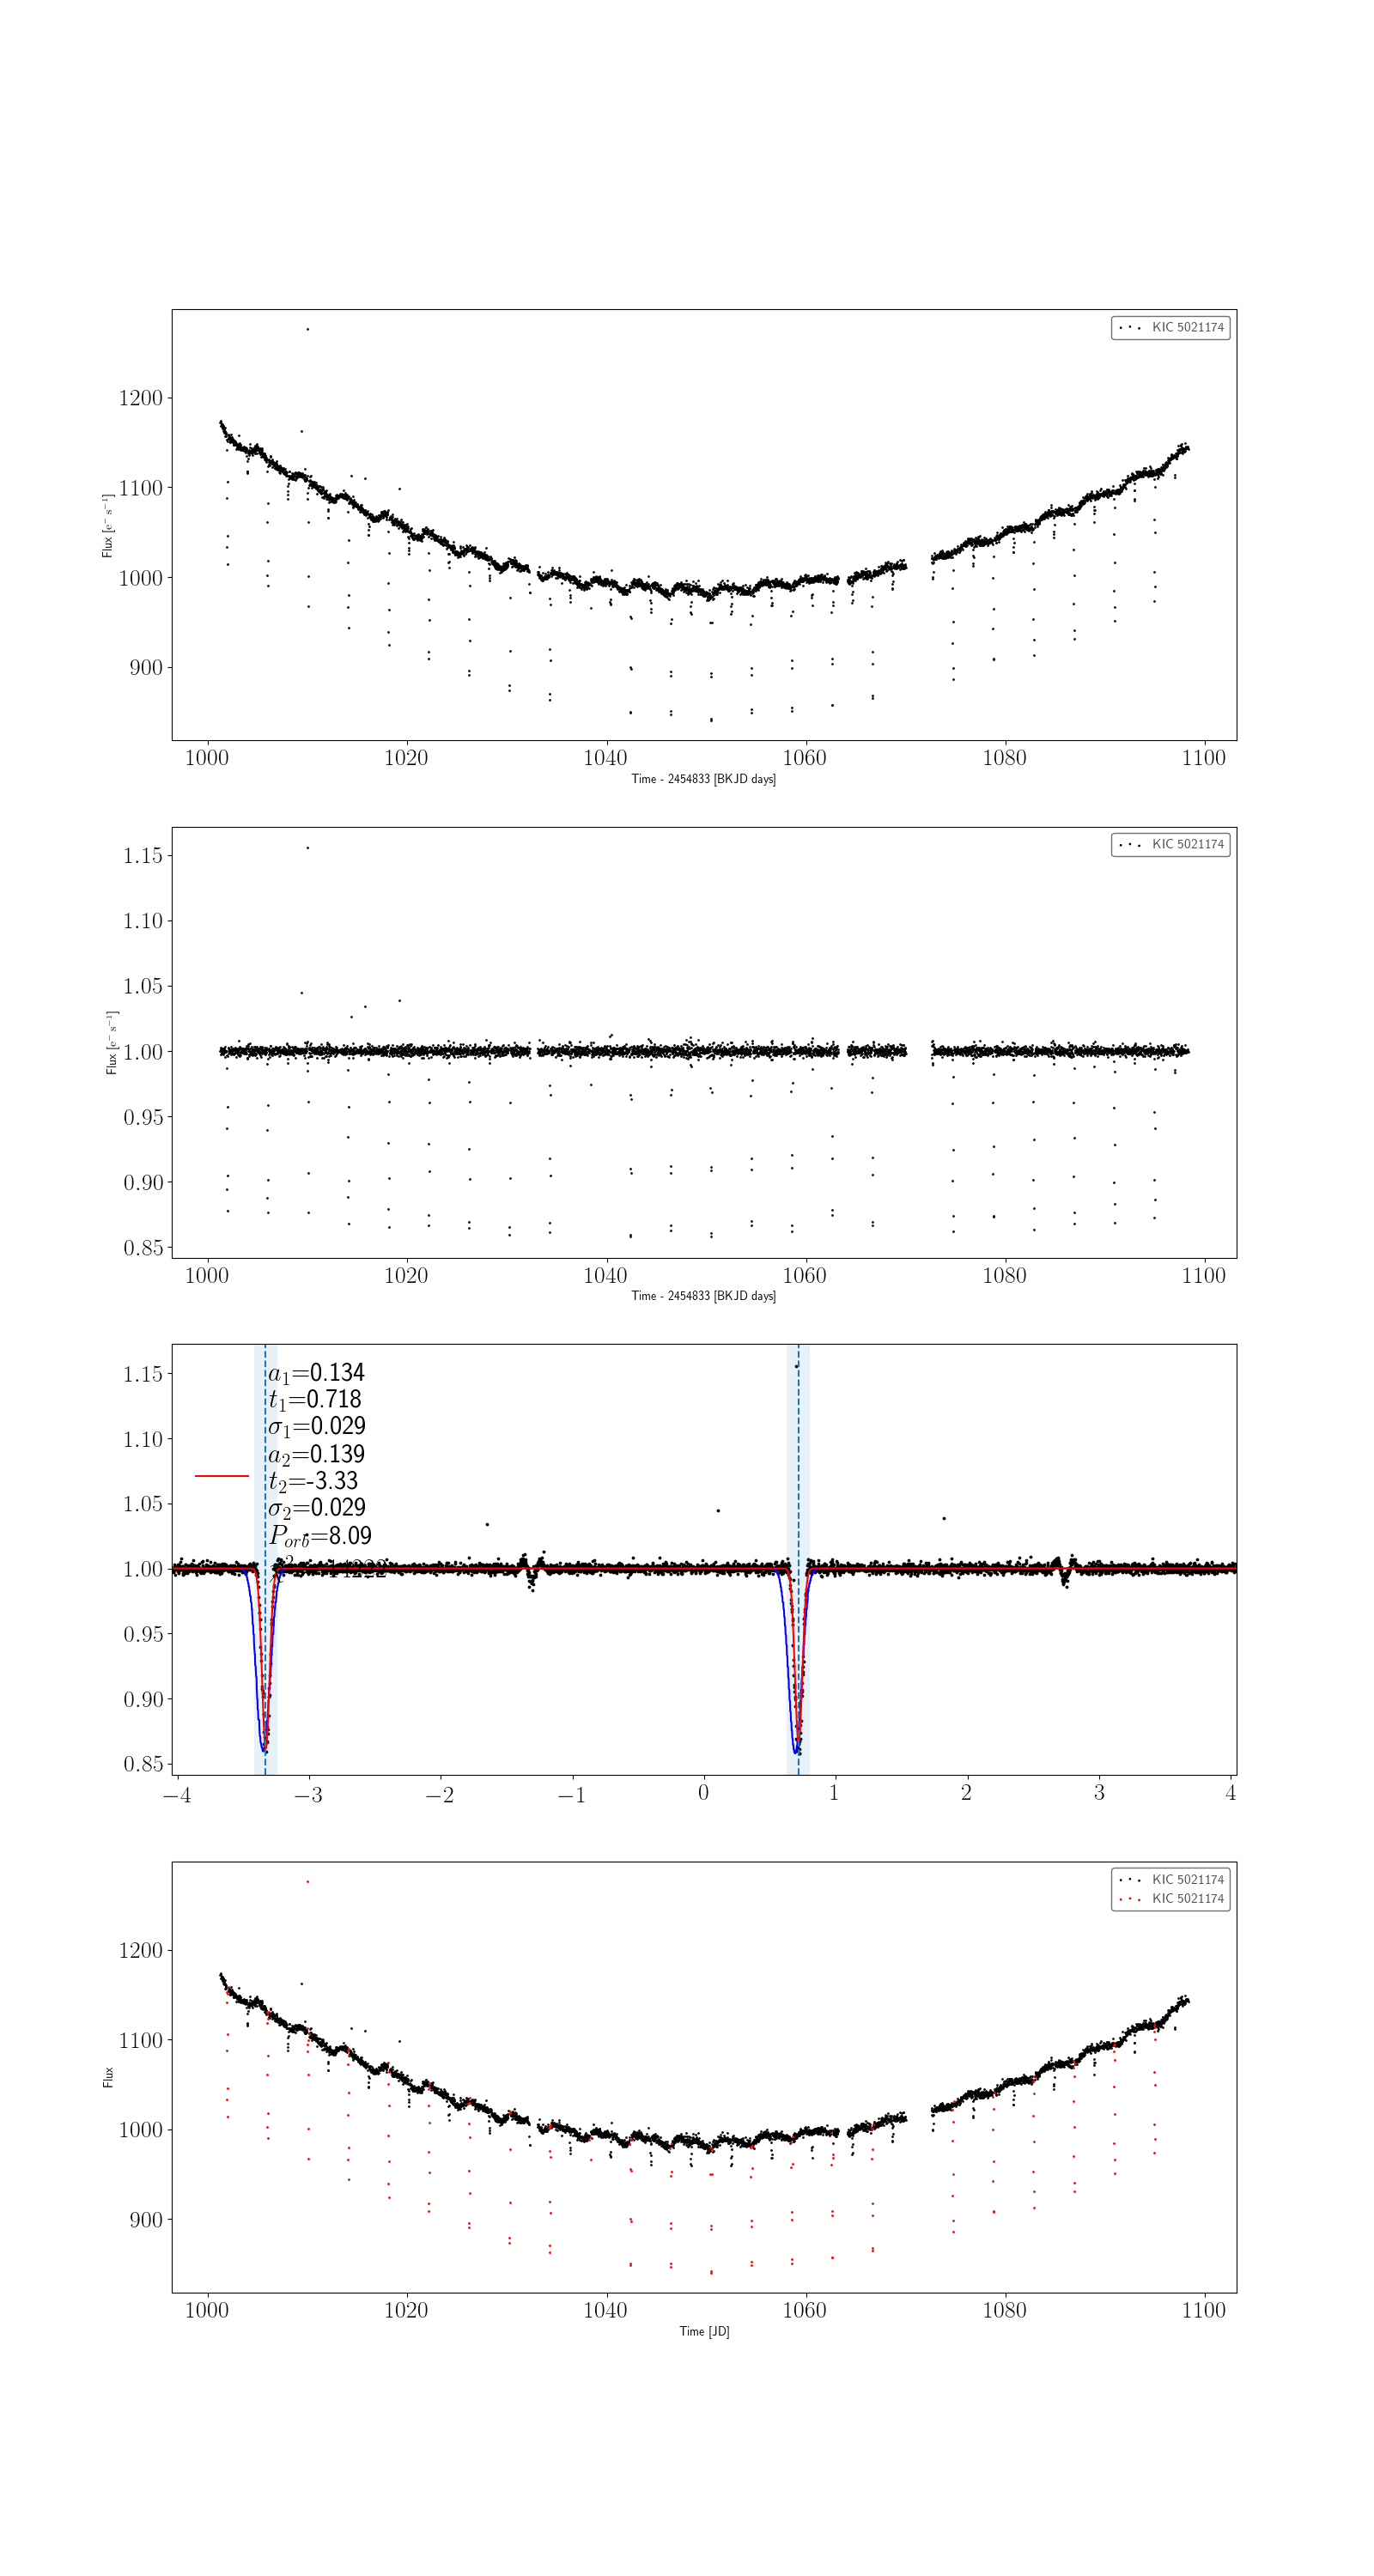 KIC 5021174
1200
1100
1000
900
Flux [e⁻ s⁻¹]
1000 1020 1040 1060 1080 1100
Time - 2454833 [BKJD days]
KIC 5021174
1.15
1.10
1.05
1.00
0.95
0.90
0.85
Flux [e⁻ s⁻¹]
1000 1020 1040 1060 1080 1100
Time - 2454833 [BKJD days]
1.15
1.10
1.05
1.00
0.95
0.90
0.85
a₁=0.134
t₁=0.718
σ₁=0.029
a₂=0.139
t₂=-3.33
σ₂=0.029
P_orb=8.09
−4 −3 −2 −1 0 1 2 3 4
KIC 5021174
KIC 5021174
1200
1100
1000
900
Flux
1000 1020 1040 1060 1080 1100
Time [JD]